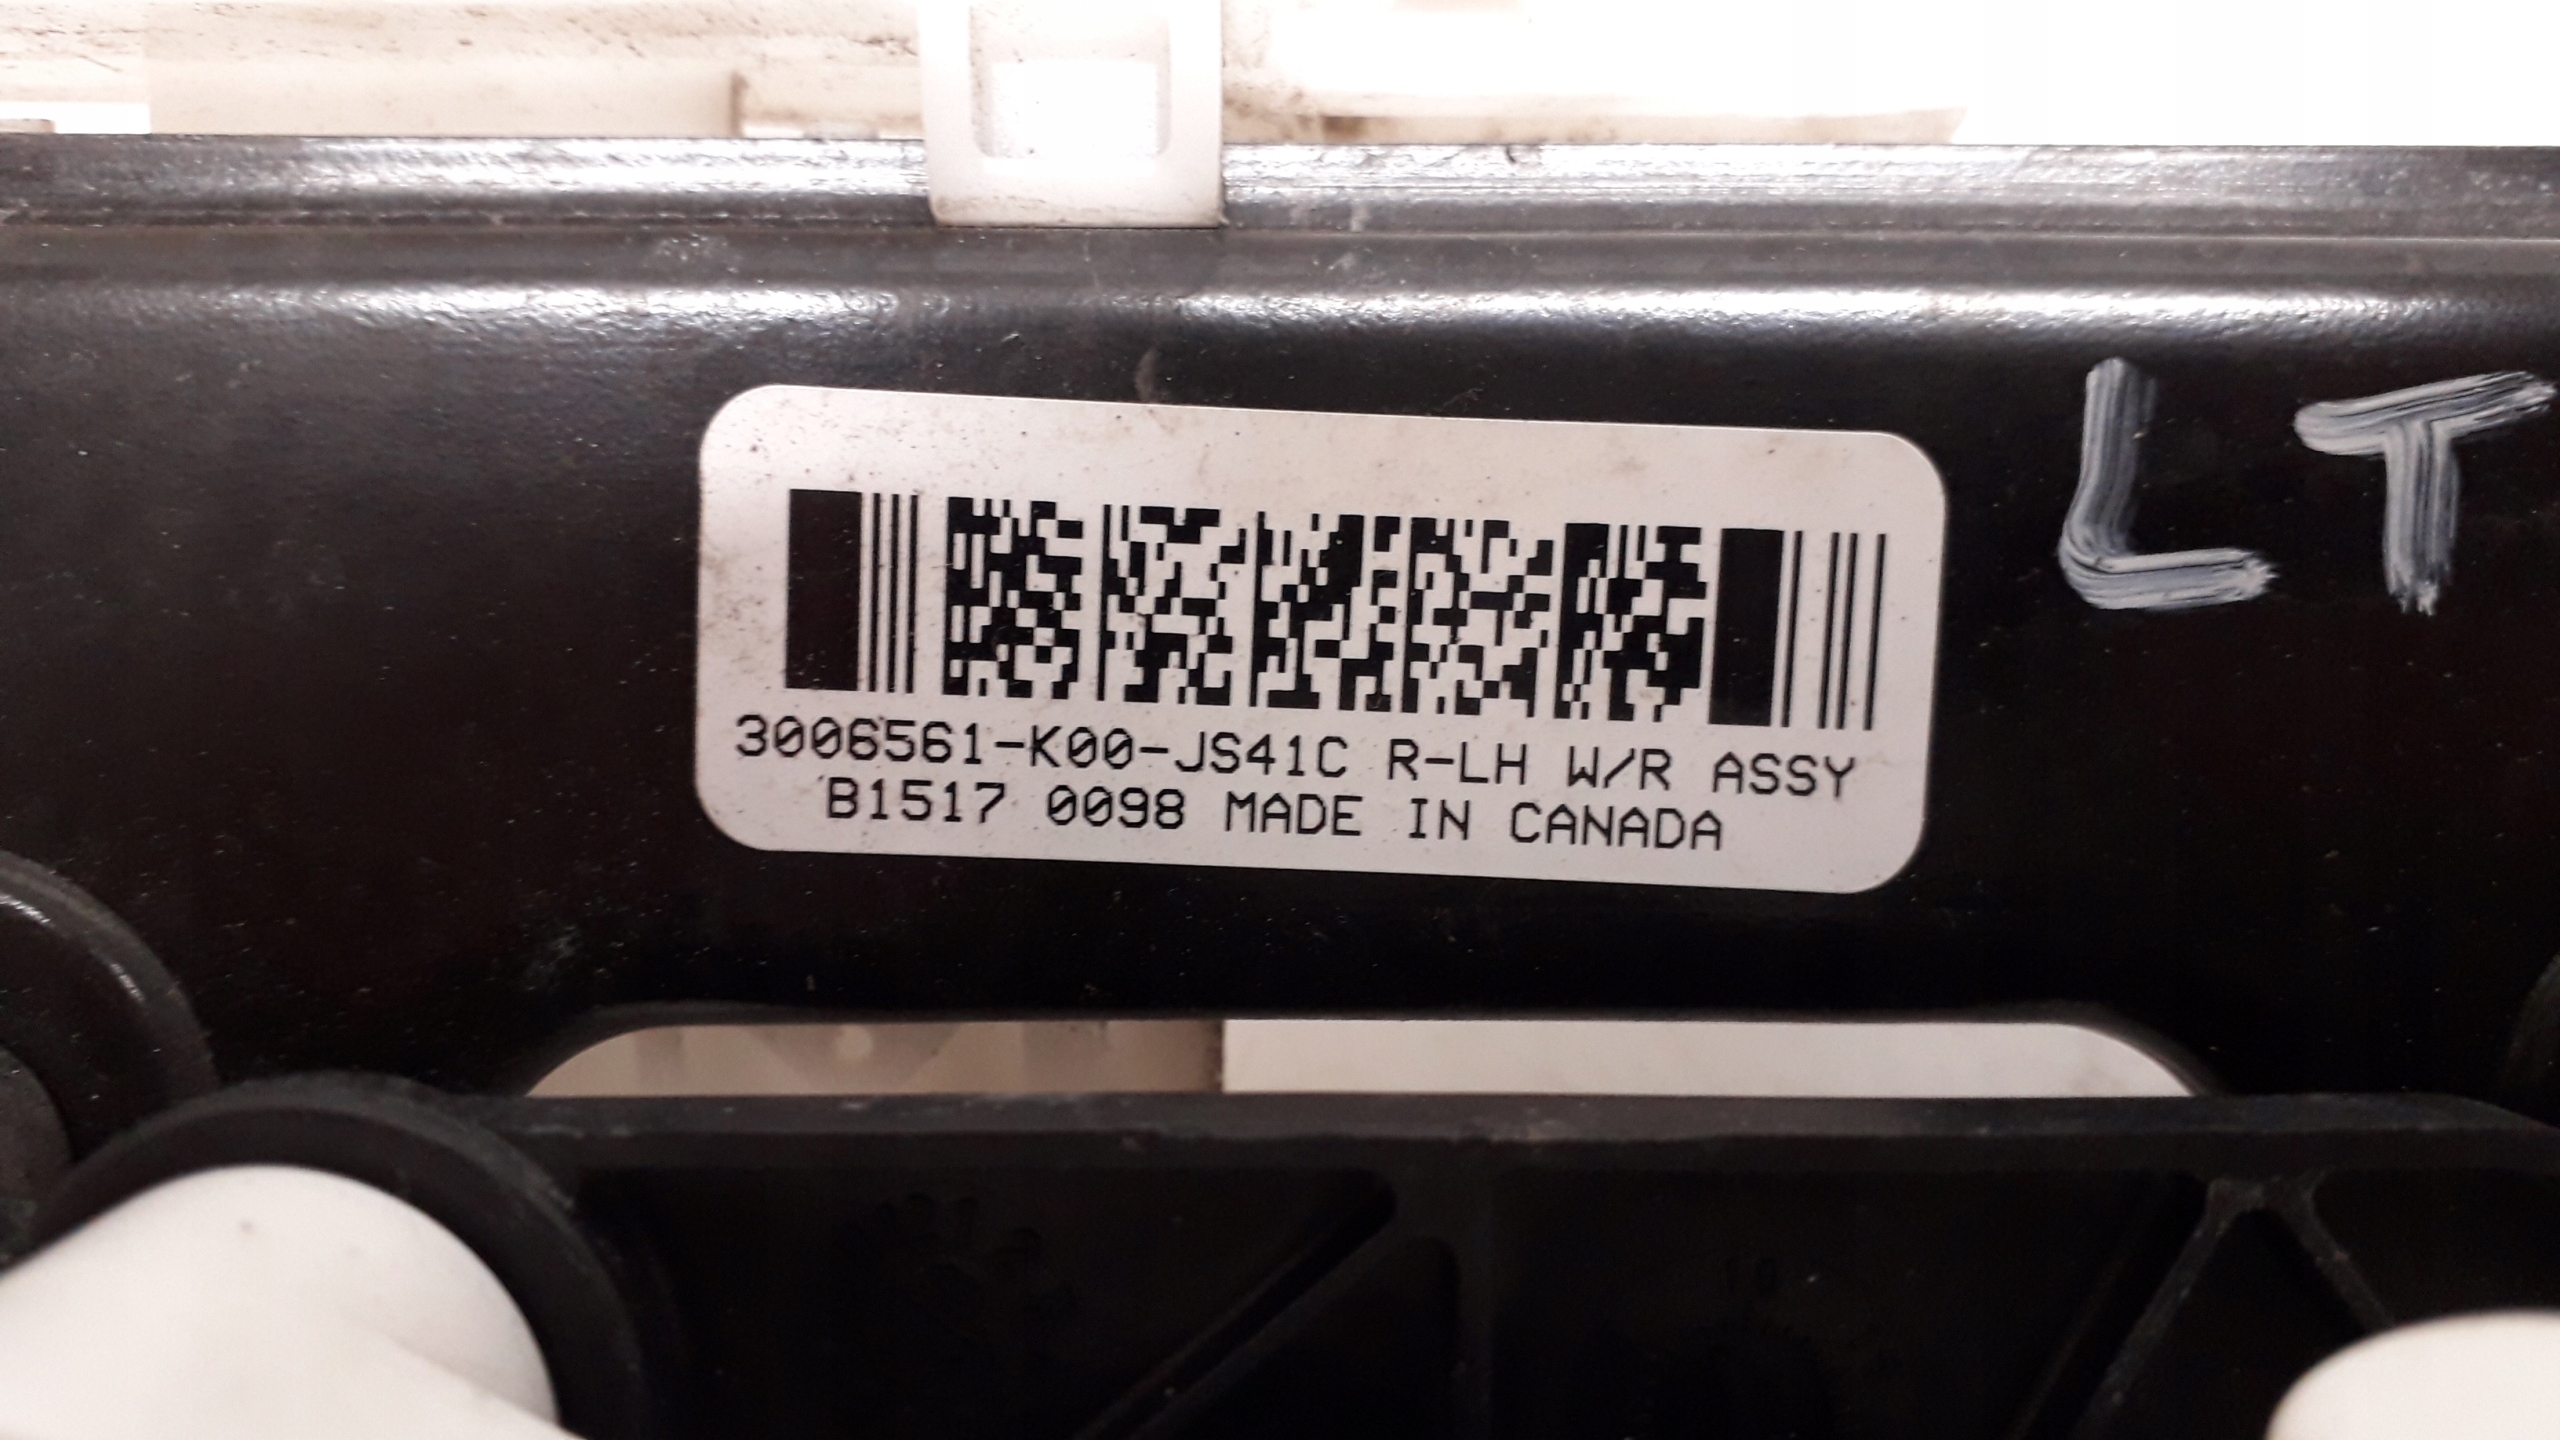 LT
3006561-K00-JS41C R-LH W/R ASSY
B1517 0098 MADE IN CANADA